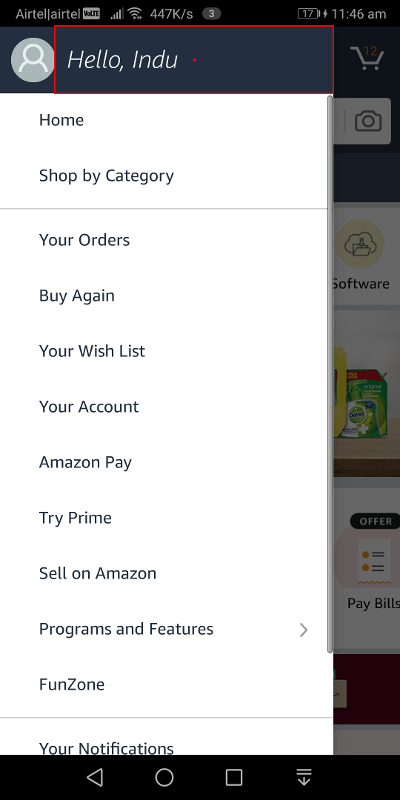 Airtel|airtel VoLTE 447K/s 3 17 11:46 am
Hello, Indu
12
Home
Shop by Category
Your Orders
Software
Buy Again
Your Wish List
Your Account
Amazon Pay
Try Prime
OFFER
Sell on Amazon
Pay Bills
Programs and Features
FunZone
Your Notifications